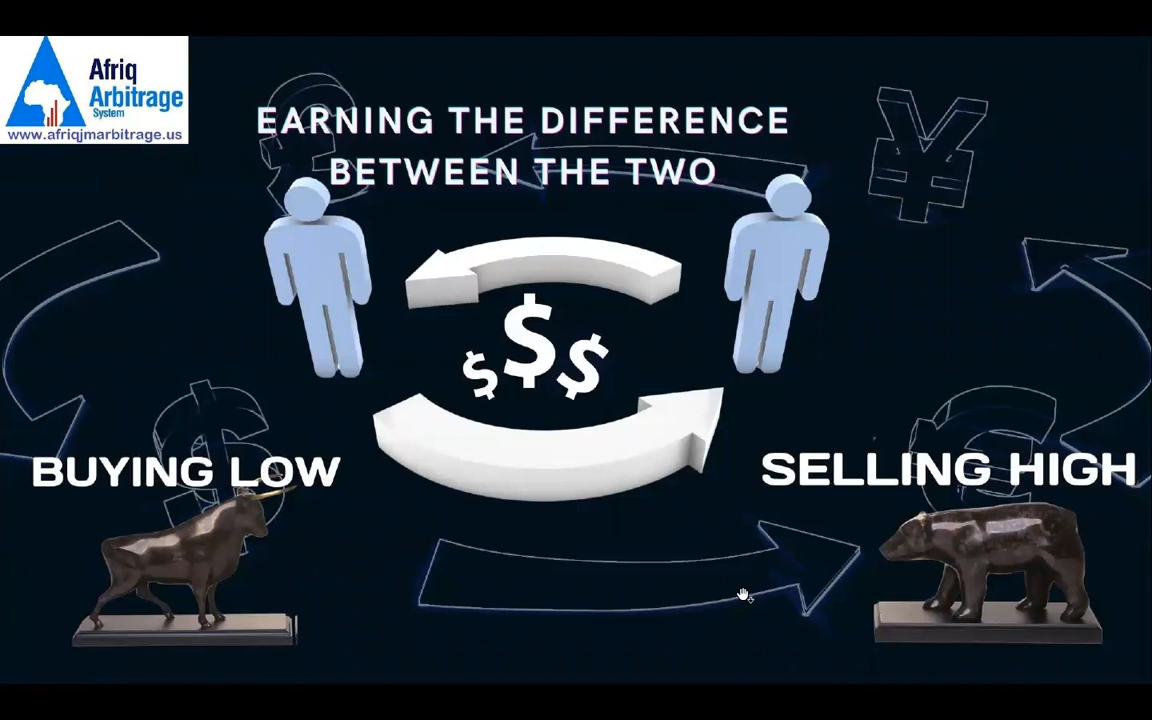 Afriq
Arbitrage
System
www.afriqjmarbitrage.us
EARNING THE DIFFERENCE
BETWEEN THE TWO
$$$
BUYING LOW
SELLING HIGH